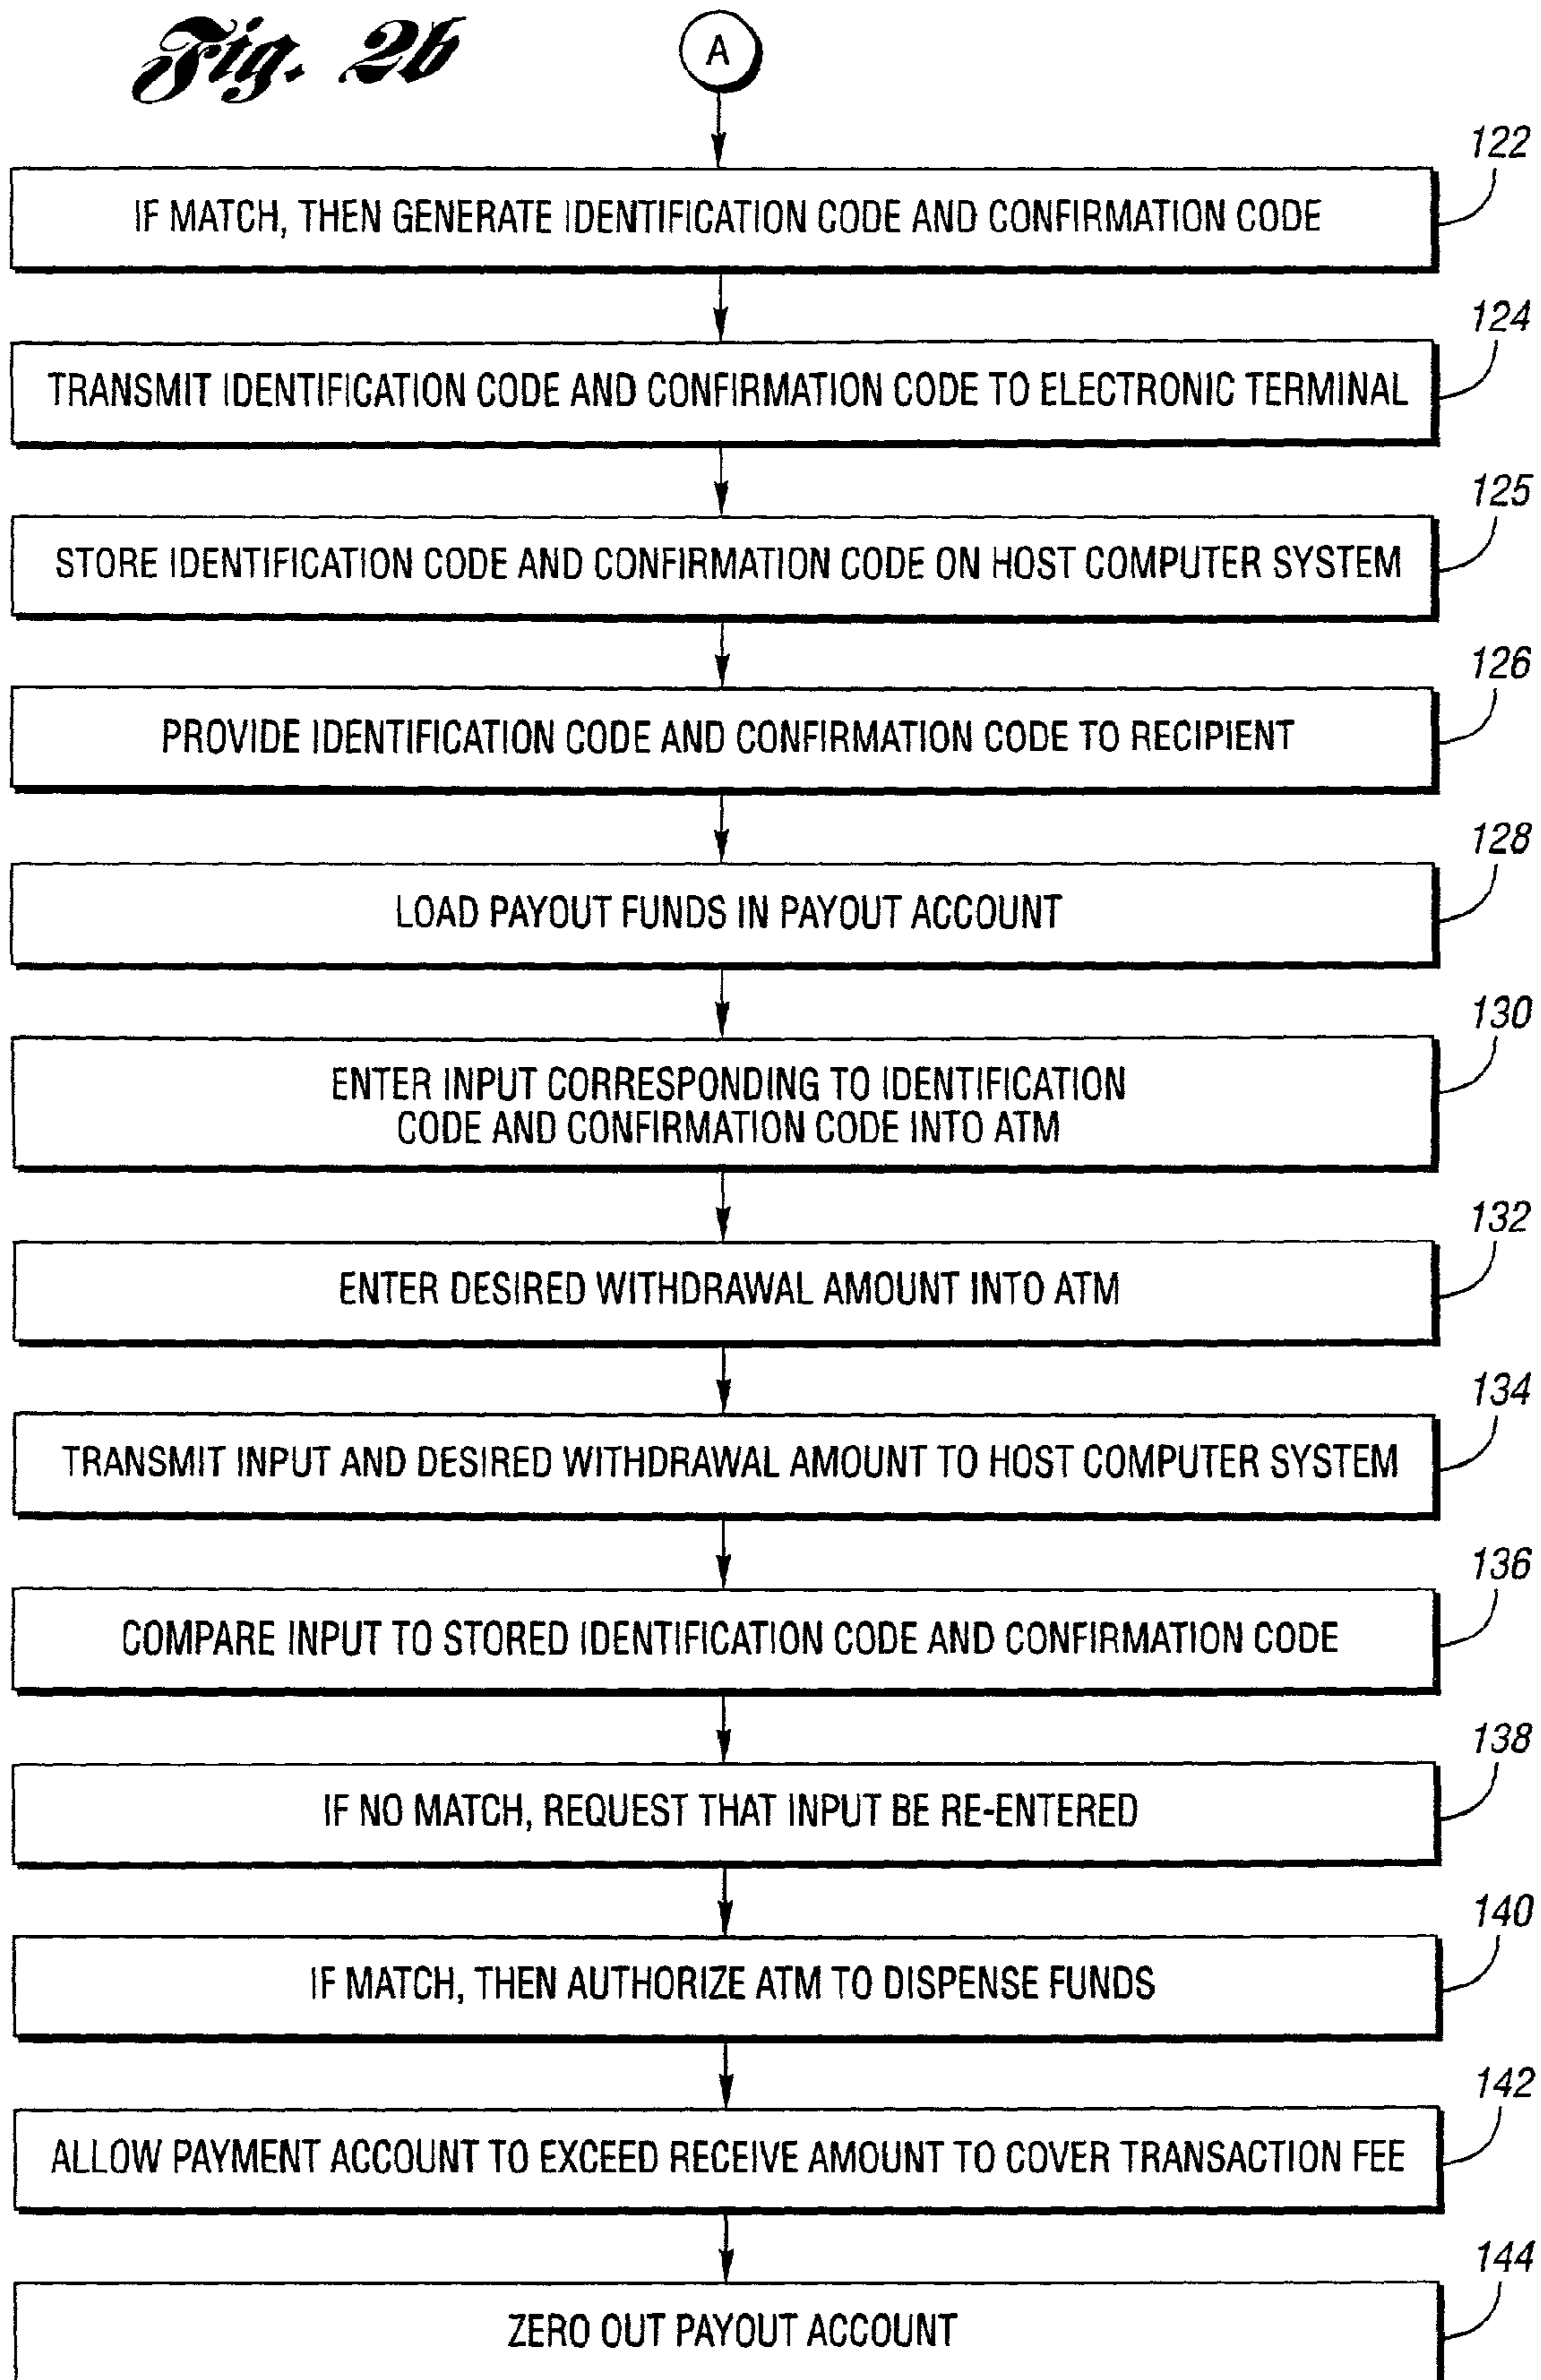 Fig. 2b
A
122
IF MATCH, THEN GENERATE IDENTIFICATION CODE AND CONFIRMATION CODE
124
TRANSMIT IDENTIFICATION CODE AND CONFIRMATION CODE TO ELECTRONIC TERMINAL
125
STORE IDENTIFICATION CODE AND CONFIRMATION CODE ON HOST COMPUTER SYSTEM
126
PROVIDE IDENTIFICATION CODE AND CONFIRMATION CODE TO RECIPIENT
128
LOAD PAYOUT FUNDS IN PAYOUT ACCOUNT
130
ENTER INPUT CORRESPONDING TO IDENTIFICATION
CODE AND CONFIRMATION CODE INTO ATM
132
ENTER DESIRED WITHDRAWAL AMOUNT INTO ATM
134
TRANSMIT INPUT AND DESIRED WITHDRAWAL AMOUNT TO HOST COMPUTER SYSTEM
136
COMPARE INPUT TO STORED IDENTIFICATION CODE AND CONFIRMATION CODE
138
IF NO MATCH, REQUEST THAT INPUT BE RE-ENTERED
140
IF MATCH, THEN AUTHORIZE ATM TO DISPENSE FUNDS
142
ALLOW PAYMENT ACCOUNT TO EXCEED RECEIVE AMOUNT TO COVER TRANSACTION FEE
144
ZERO OUT PAYOUT ACCOUNT